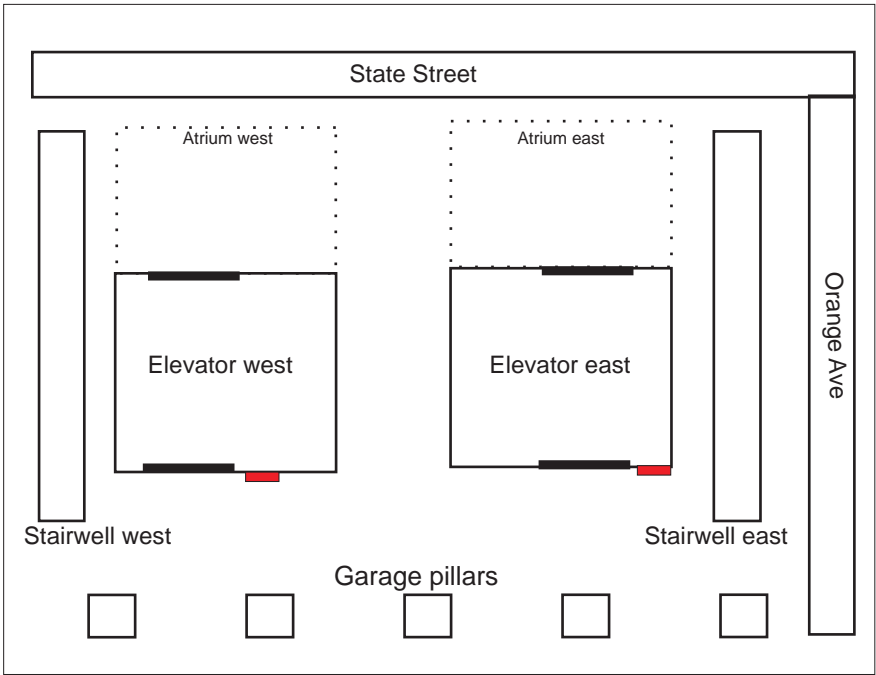 State Street
Atrium west
Atrium east
Orange Ave
Elevator west
Elevator east
Stairwell west
Stairwell east
Garage pillars